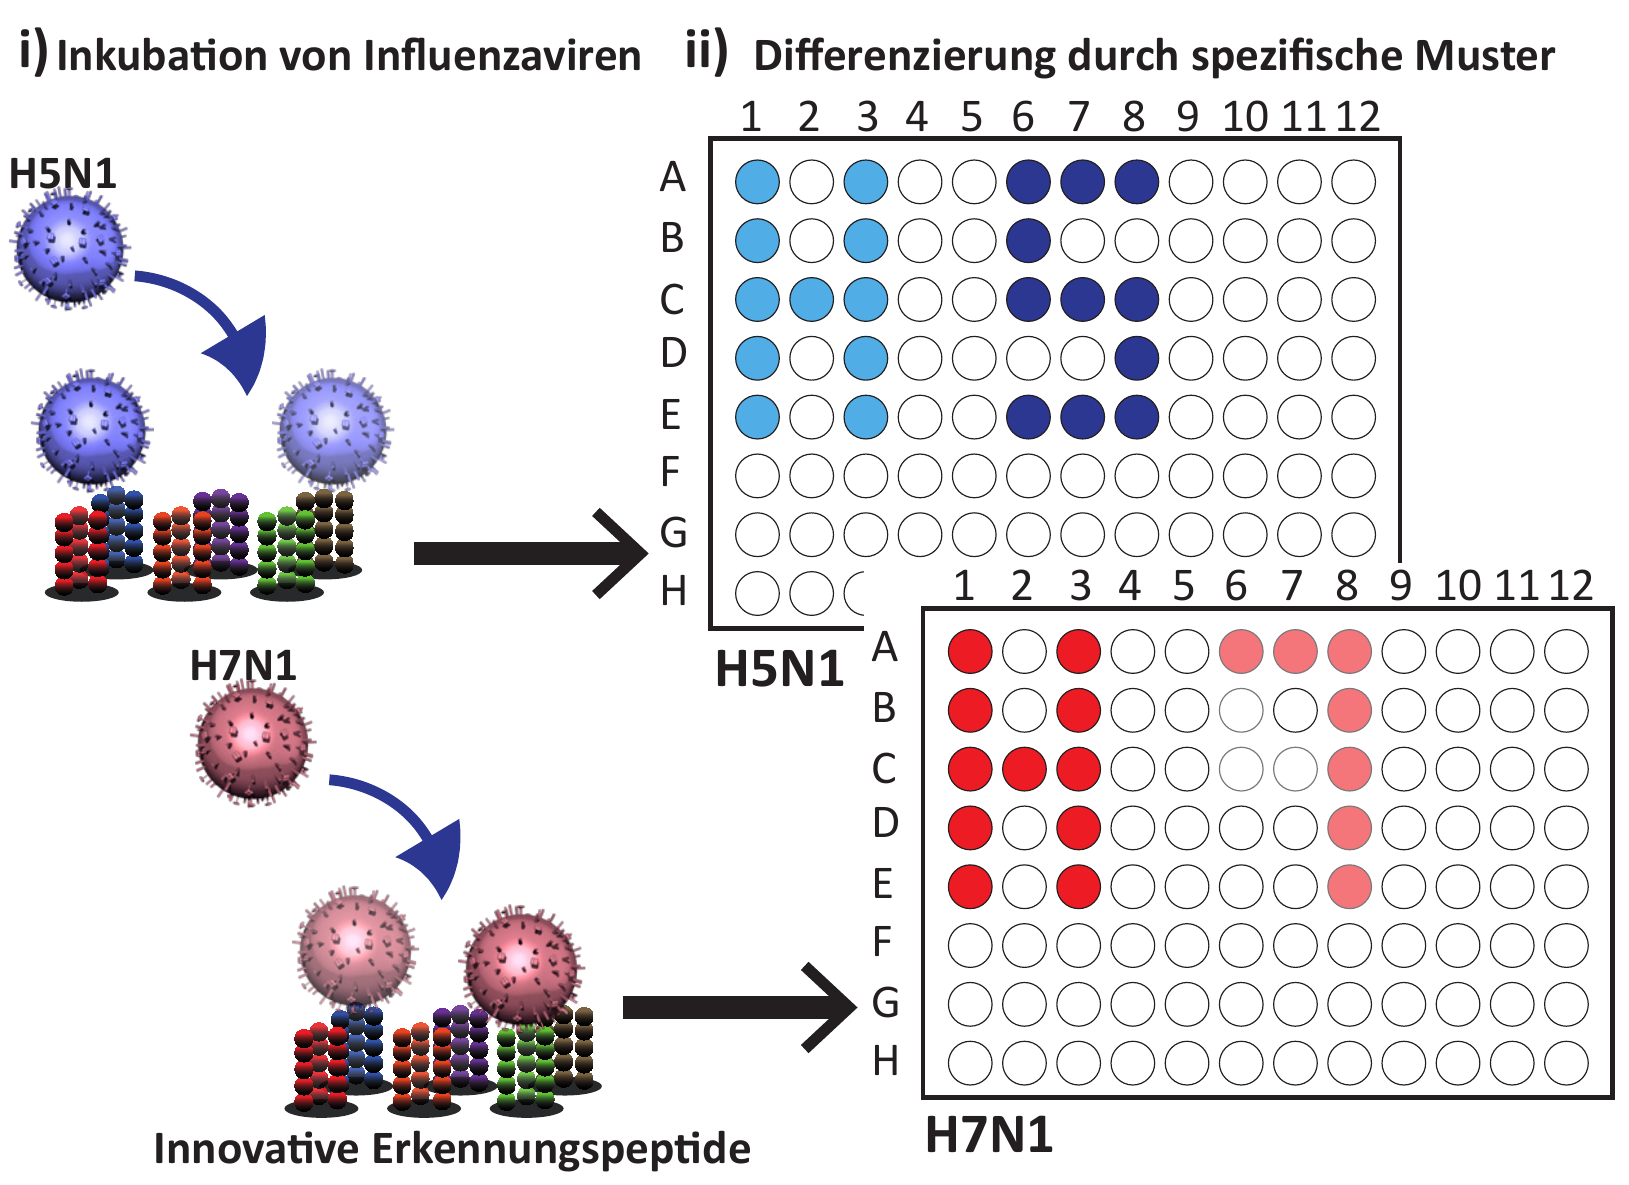 i) Inkubation von Influenzaviren
ii) Differenzierung durch spezifische Muster
H5N1
1 2 3 4 5 6 7 8 9 10 11 12
A
B
C
D
E
F
G
H
H5N1
H7N1
1 2 3 4 5 6 7 8 9 10 11 12
A
B
C
D
E
F
G
H
H7N1
Innovative Erkennungspeptide